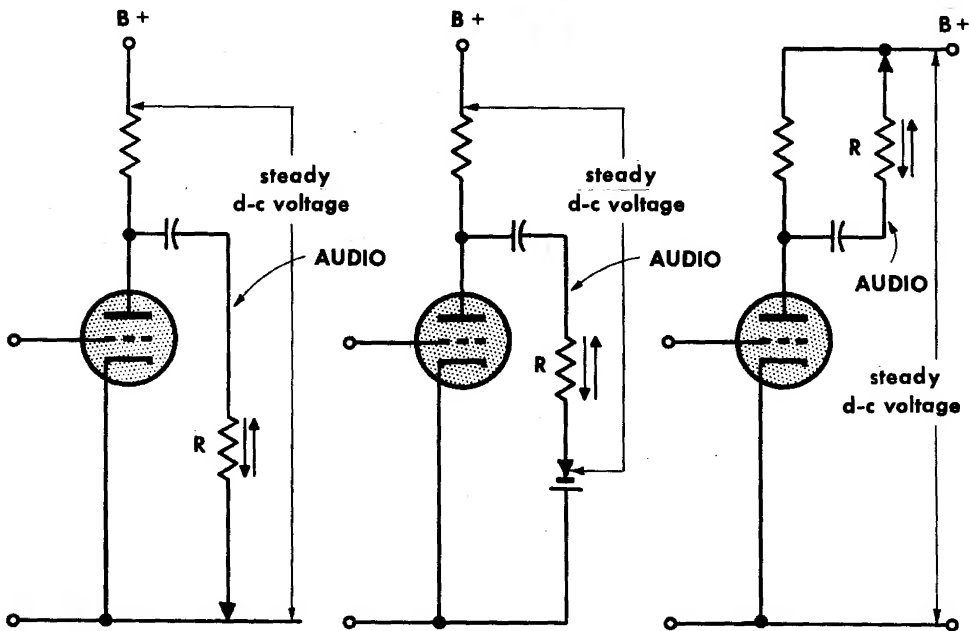 B +
steady
d-c voltage
AUDIO
R
B +
steady
d-c voltage
AUDIO
R
B +
R
AUDIO
steady
d-c voltage